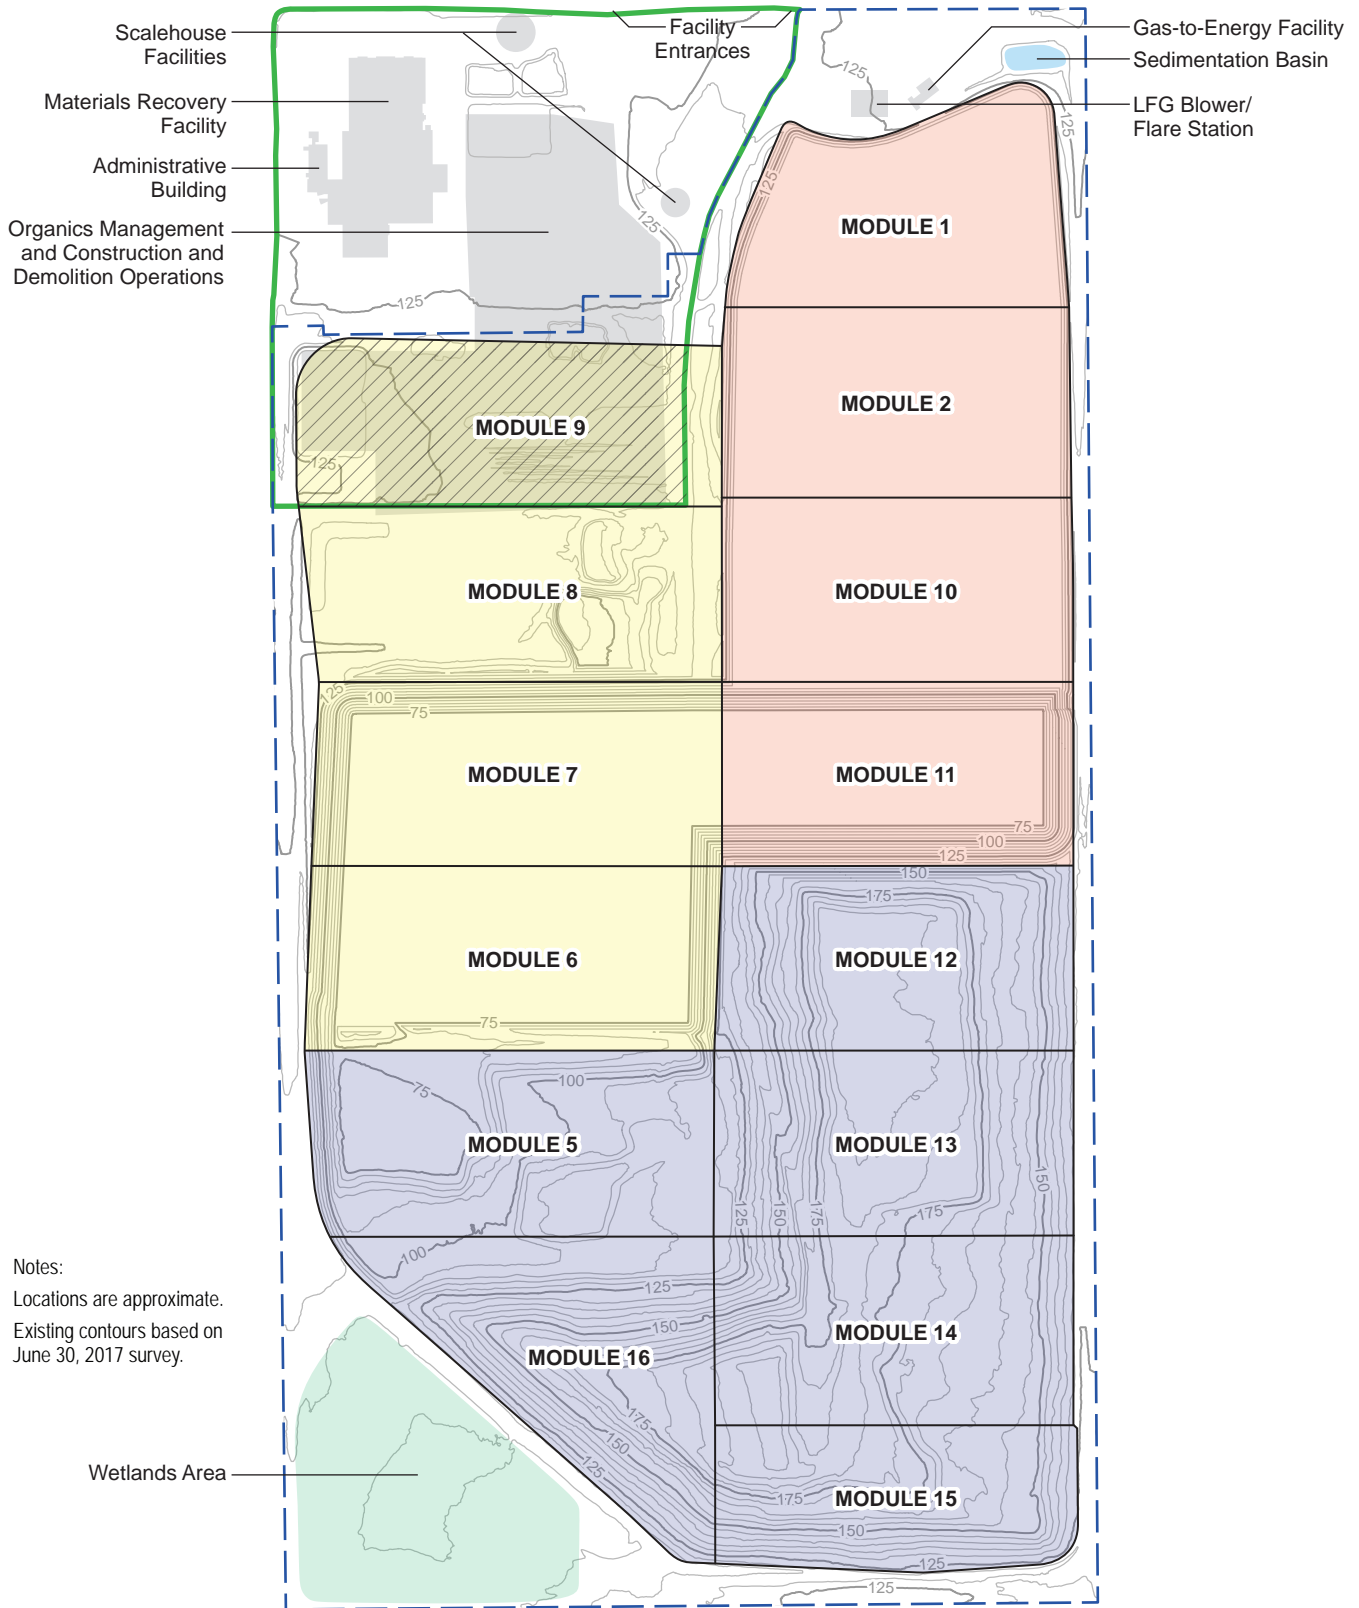 Scalehouse
Facilities
Materials Recovery
Facility
Administrative
Building
Organics Management
and Construction and
Demolition Operations
Facility
Entrances
Gas-to-Energy Facility
Sedimentation Basin
LFG Blower/
Flare Station
125
125
125
125
125
MODULE 1
125
MODULE 2
MODULE 9
125
MODULE 8
MODULE 10
125
100
75
MODULE 7
MODULE 11
75
100
125
150
175
MODULE 6
MODULE 12
75
100
75
MODULE 5
MODULE 13
150
125
150
175
175
100
125
150
MODULE 14
MODULE 16
175
150
125
175
MODULE 15
150
125
125
Notes:
Locations are approximate.
Existing contours based on
June 30, 2017 survey.
Wetlands Area